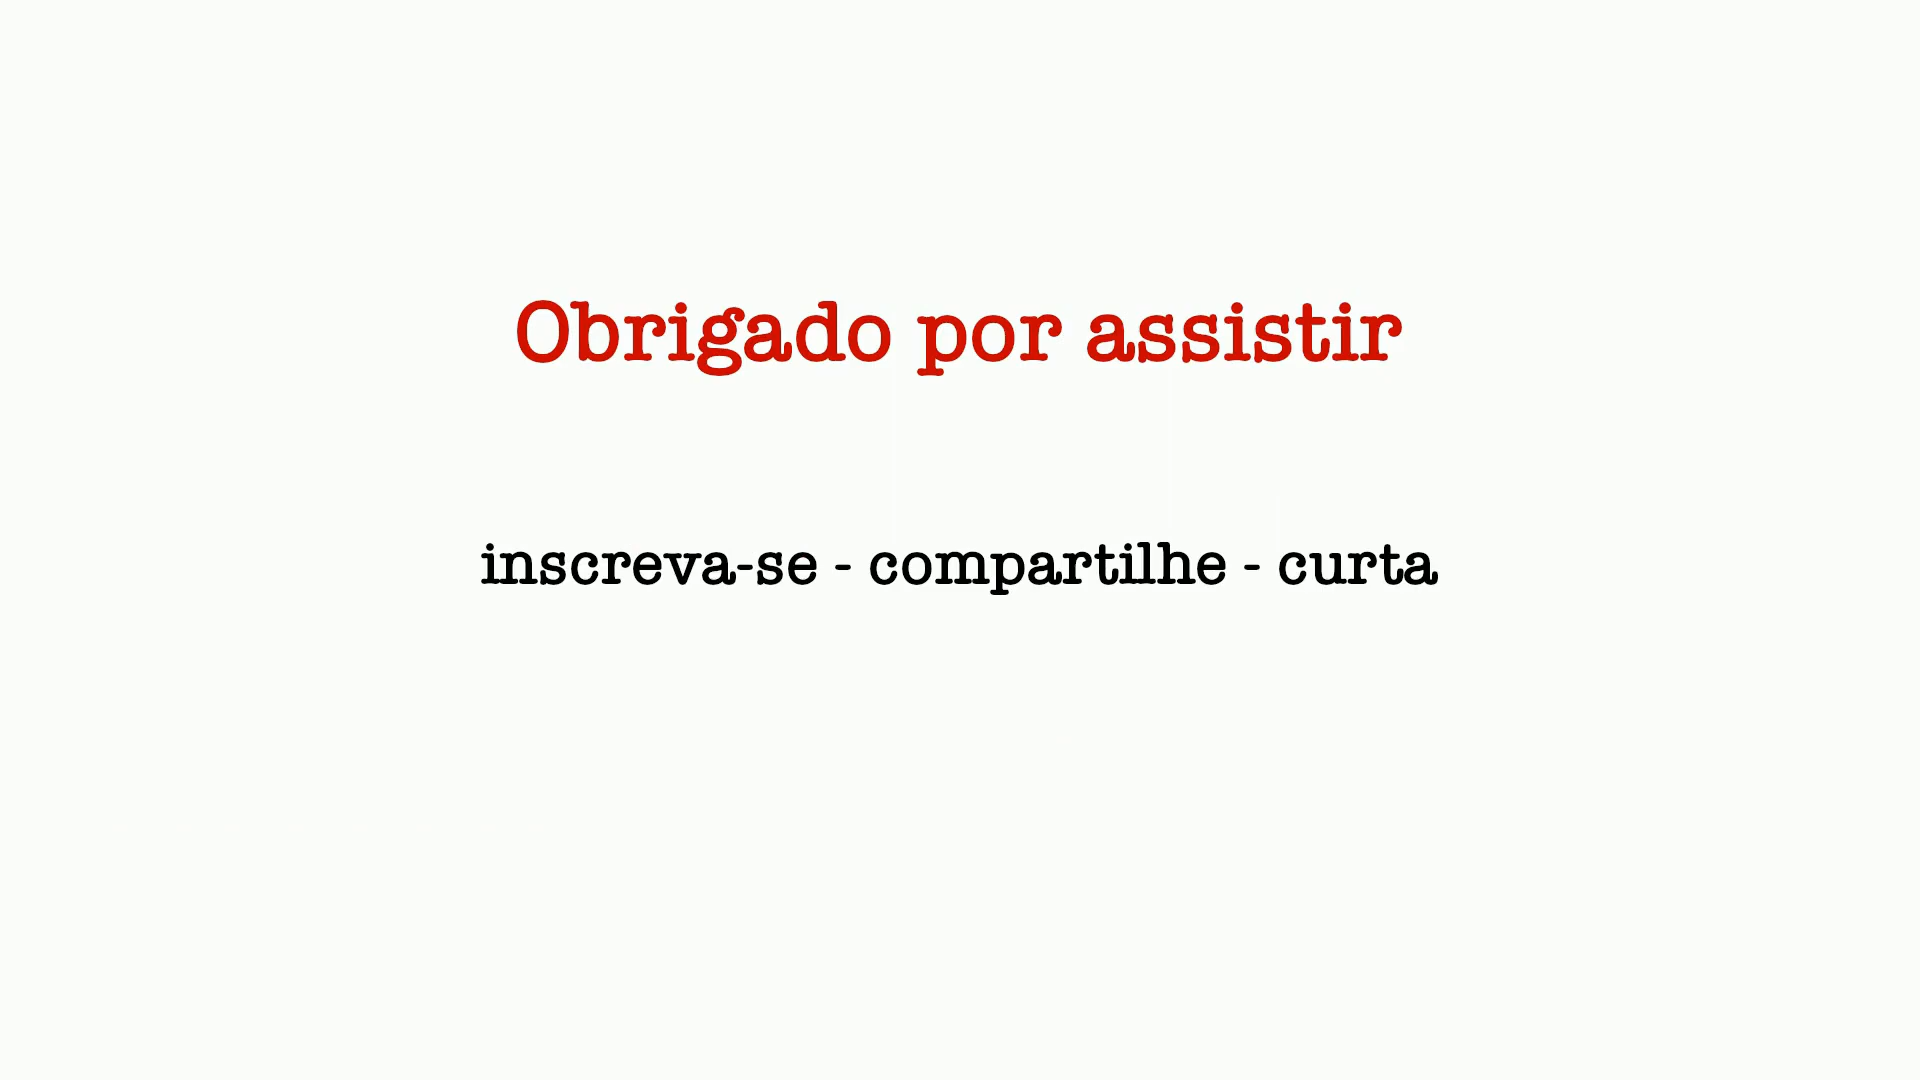 Obrigado por assistir
inscreva-se - compartilhe - curta